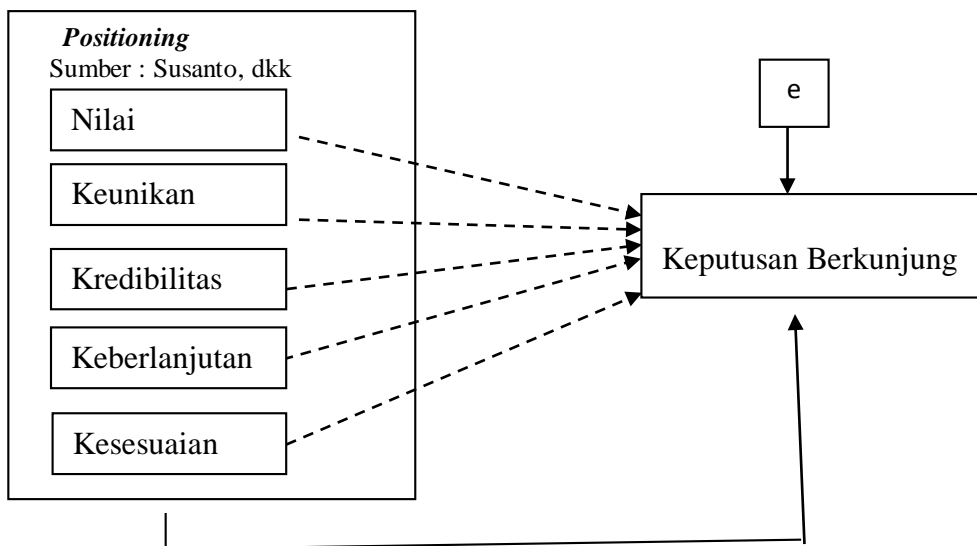 Positioning
Sumber : Susanto, dkk
Nilai
Keunikan
Kredibilitas
Keberlanjutan
Kesesuaian
e
Keputusan Berkunjung